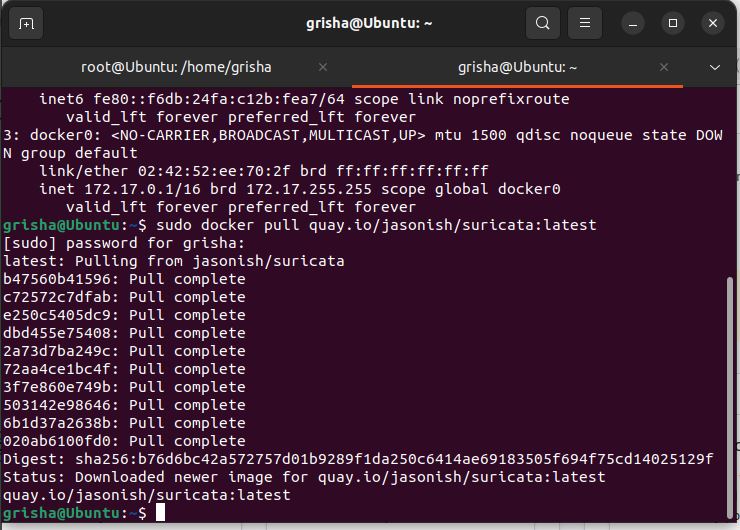 grisha@Ubuntu: ~
root@Ubuntu: /home/grisha
grisha@Ubuntu: ~
inet6 fe80::f6db:24fa:c12b:fea7/64 scope link noprefixroute
valid_lft forever preferred_lft forever
3: docker0: <NO-CARRIER,BROADCAST,MULTICAST,UP> mtu 1500 qdisc noqueue state DOW
N group default
link/ether 02:42:52:ee:70:2f brd ff:ff:ff:ff:ff:ff
inet 172.17.0.1/16 brd 172.17.255.255 scope global docker0
valid_lft forever preferred_lft forever
grisha@Ubuntu:~$ sudo docker pull quay.io/jasonish/suricata:latest
[sudo] password for grisha:
latest: Pulling from jasonish/suricata
b47560b41596: Pull complete
c72572c7dfab: Pull complete
e250c5405dc9: Pull complete
dbd455e75408: Pull complete
2a73d7ba249c: Pull complete
72aa4ce1bc4f: Pull complete
3f7e860e749b: Pull complete
503142e98646: Pull complete
6b1d37a2638b: Pull complete
020ab6100fd0: Pull complete
Digest: sha256:b76d6bc42a572757d01b9289f1da250c6414ae69183505f694f75cd14025129f
Status: Downloaded newer image for quay.io/jasonish/suricata:latest
quay.io/jasonish/suricata:latest
grisha@Ubuntu:~$